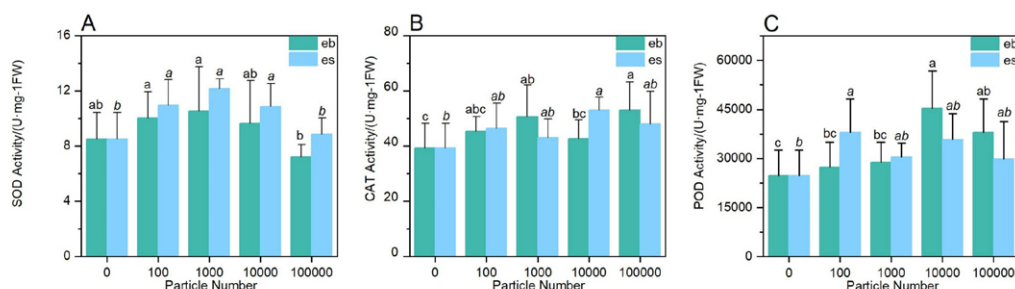 A
SOD Activity/(U·mg-1FW)
16
12
8
4
0
eb
es
ab b
a a
a a
a a
b b
0 100 1000 10000 100000
Particle Number
B
CAT Activity/(U·mg-1FW)
80
60
40
20
0
eb
es
c b
abc ab
ab ab
bc a
a ab
0 100 1000 10000 100000
Particle Number
C
POD Activity/(U·mg-1FW)
60000
45000
30000
15000
0
eb
es
c b
bc a
bc ab
a ab
ab ab
0 100 1000 10000 100000
Particle Number